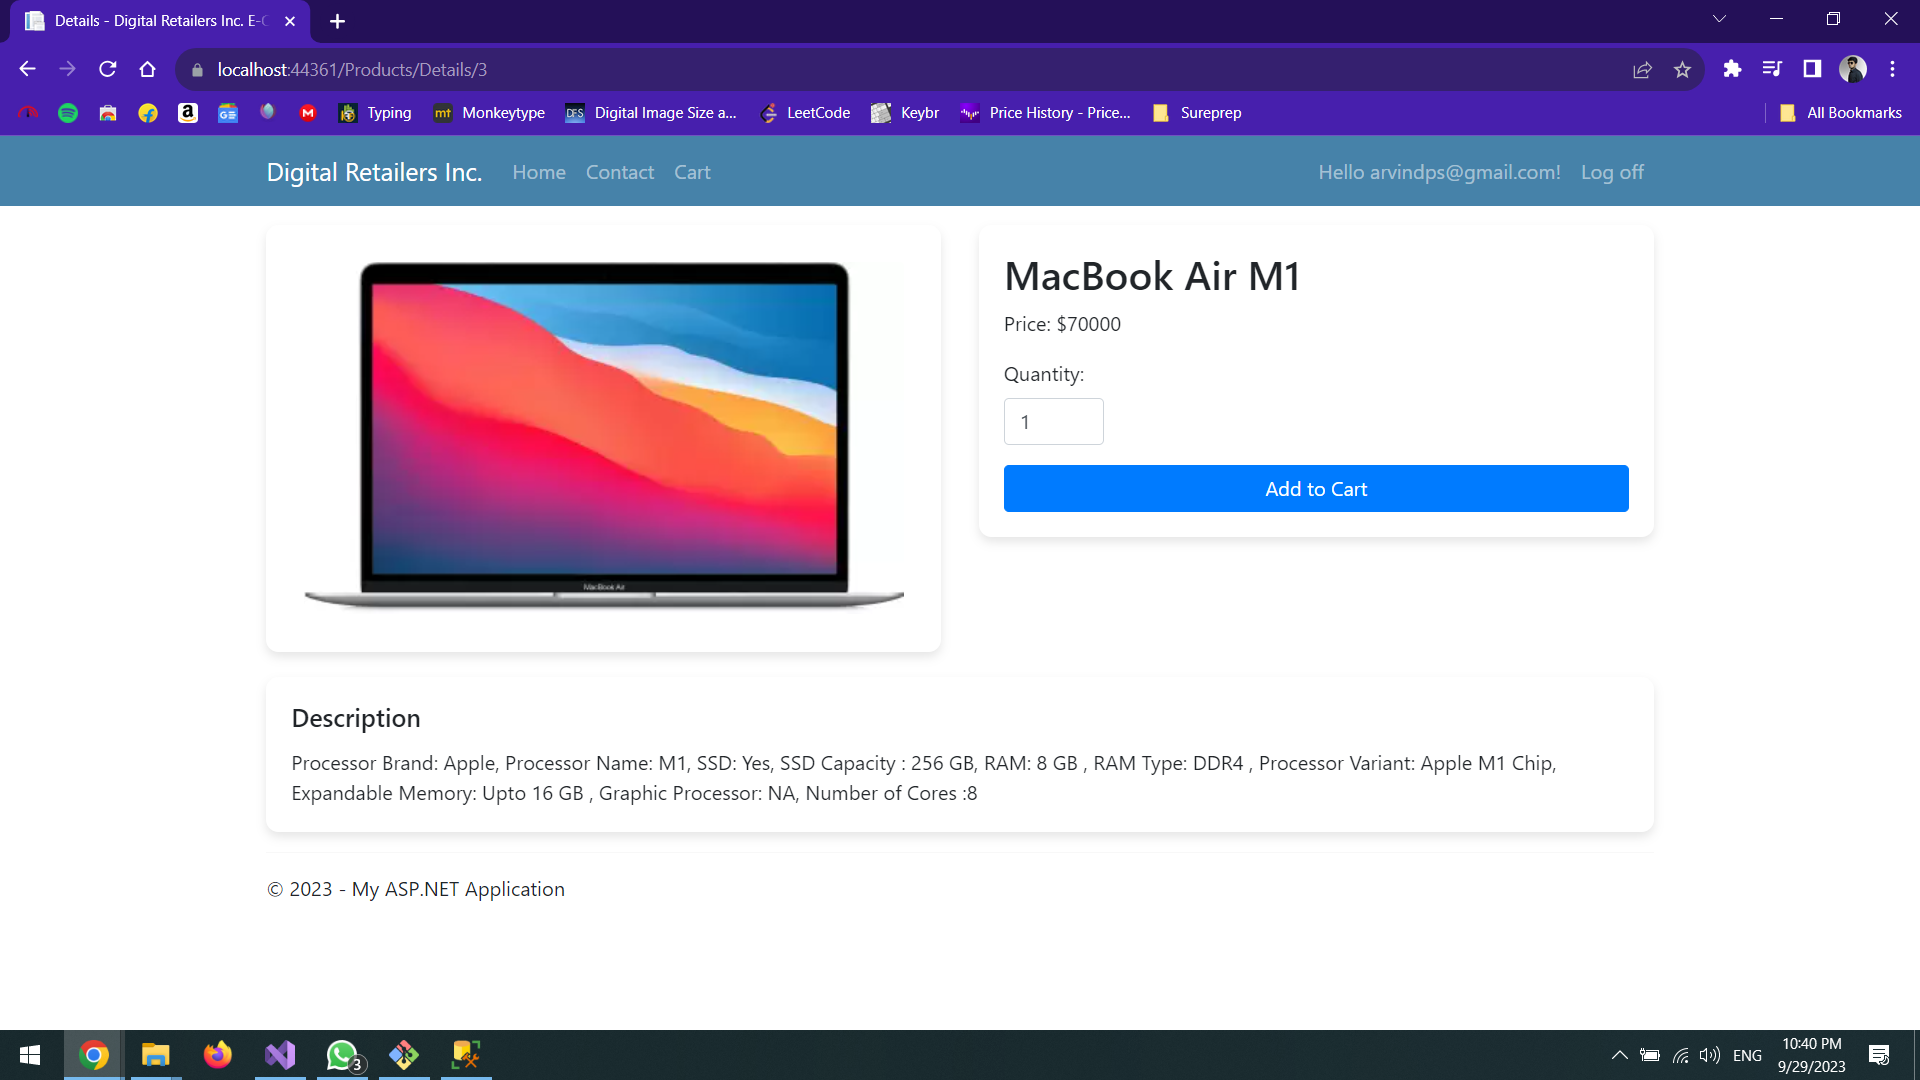 Details - Digital Retailers Inc. E-C
localhost:44361/Products/Details/3
Typing
mt Monkeytype
DFS Digital Image Size a...
LeetCode
Keybr
Price History - Price...
Sureprep
All Bookmarks
Digital Retailers Inc. Home Contact Cart Hello arvindps@gmail.com! Log off
MacBook Air
MacBook Air M1
Price: $70000
Quantity:
1
Add to Cart
Description
Processor Brand: Apple, Processor Name: M1, SSD: Yes, SSD Capacity : 256 GB, RAM: 8 GB , RAM Type: DDR4 , Processor Variant: Apple M1 Chip,
Expandable Memory: Upto 16 GB , Graphic Processor: NA, Number of Cores :8
© 2023 - My ASP.NET Application
3
ENG
10:40 PM
9/29/2023